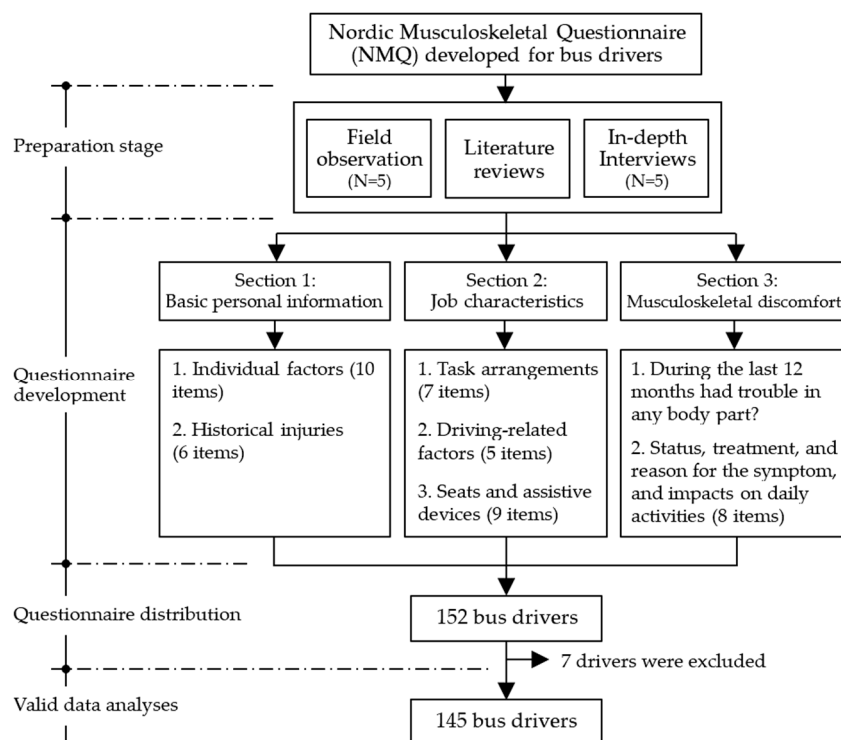 Nordic Musculoskeletal Questionnaire
(NMQ) developed for bus drivers
Preparation stage
Field
observation
(N=5)
Literature
reviews
In-depth
Interviews
(N=5)
Questionnaire
development
Section 1:
Basic personal information
Section 2:
Job characteristics
Section 3:
Musculoskeletal discomfort
1. Individual factors (10
items)
2. Historical injuries
(6 items)
1. Task arrangements
(7 items)
2. Driving-related
factors (5 items)
3. Seats and assistive
devices (9 items)
1. During the last 12
months had trouble in
any body part?
2. Status, treatment, and
reason for the symptom,
and impacts on daily
activities (8 items)
Questionnaire distribution
152 bus drivers
7 drivers were excluded
Valid data analyses
145 bus drivers